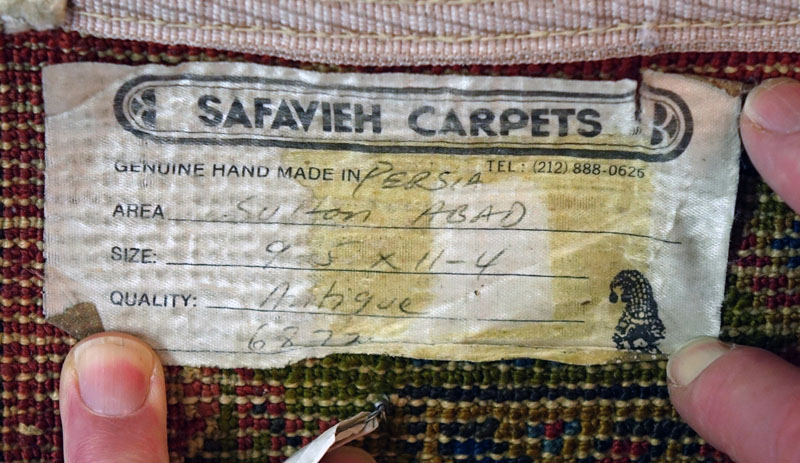 SAFAVIEH CARPETS
GENUINE HAND MADE IN PERSIA TEL: (212) 888-0626
AREA Sulton ABAD
SIZE: 9-5 x 11-4
QUALITY: Antique
6822